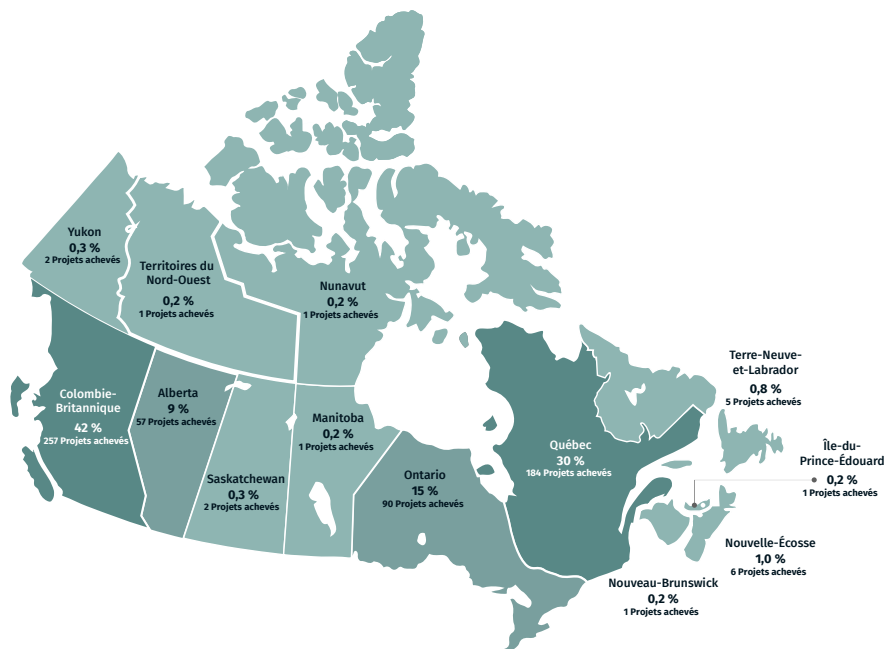 Yukon
0,3 %
2 Projets achevés
Territoires du
Nord-Ouest
0,2 %
1 Projets achevés
Nunavut
0,2 %
1 Projets achevés
Colombie-
Britannique
42 %
257 Projets achevés
Alberta
9 %
57 Projets achevés
Saskatchewan
0,3 %
2 Projets achevés
Manitoba
0,2 %
1 Projets achevés
Ontario
15 %
90 Projets achevés
Québec
30 %
184 Projets achevés
Terre-Neuve-
et-Labrador
0,8 %
5 Projets achevés
Île-du-
Prince-Édouard
0,2 %
1 Projets achevés
Nouvelle-Écosse
1,0 %
6 Projets achevés
Nouveau-Brunswick
0,2 %
1 Projets achevés